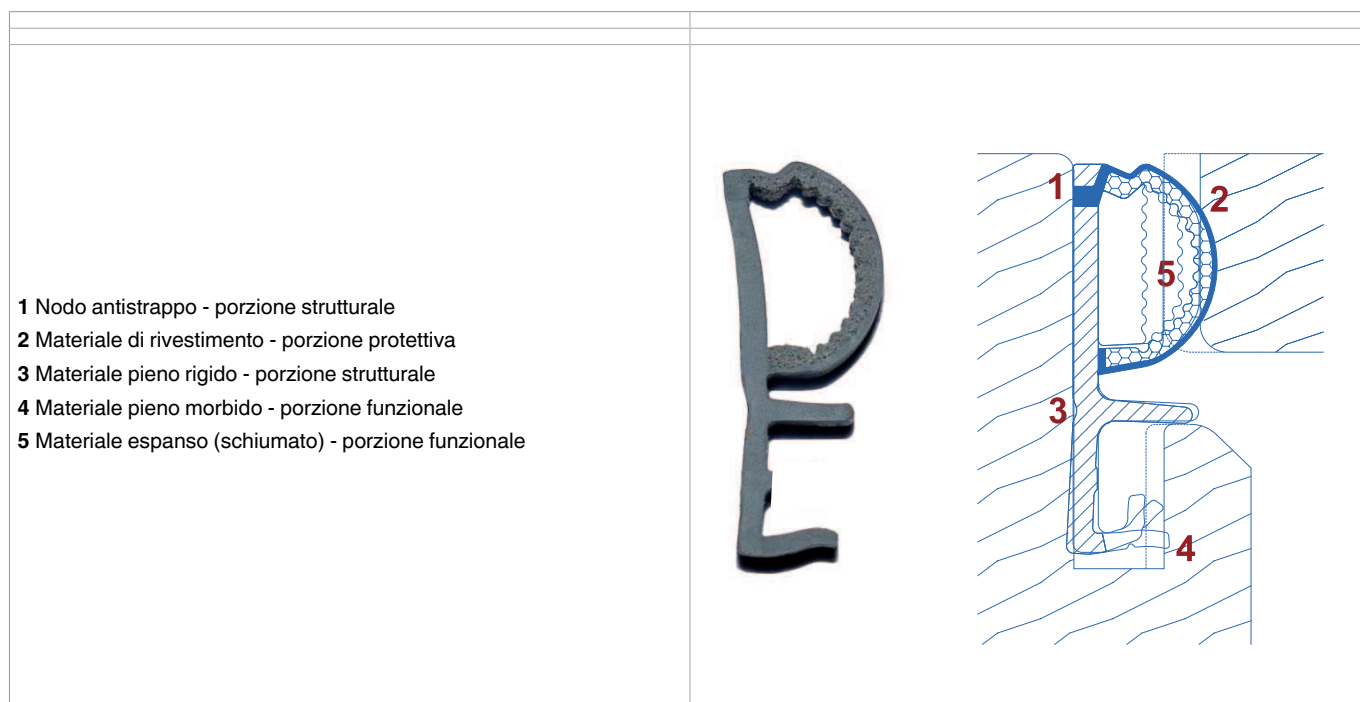 1 Nodo antistrappo - porzione strutturale
2 Materiale di rivestimento - porzione protettiva
3 Materiale pieno rigido - porzione strutturale
4 Materiale pieno morbido - porzione funzionale
5 Materiale espanso (schiumato) - porzione funzionale
1
2
5
3
4